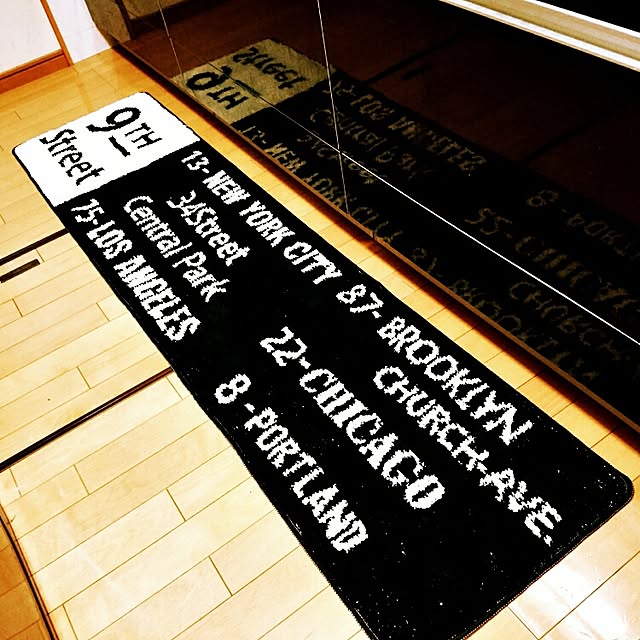 9TH
Street
13- NEW YORK CITY 87- BROOKLYN
34Street
CHURCH AVE
Central Park
22-CHICAGO
75-LOS ANGELES
8-PORTLAND